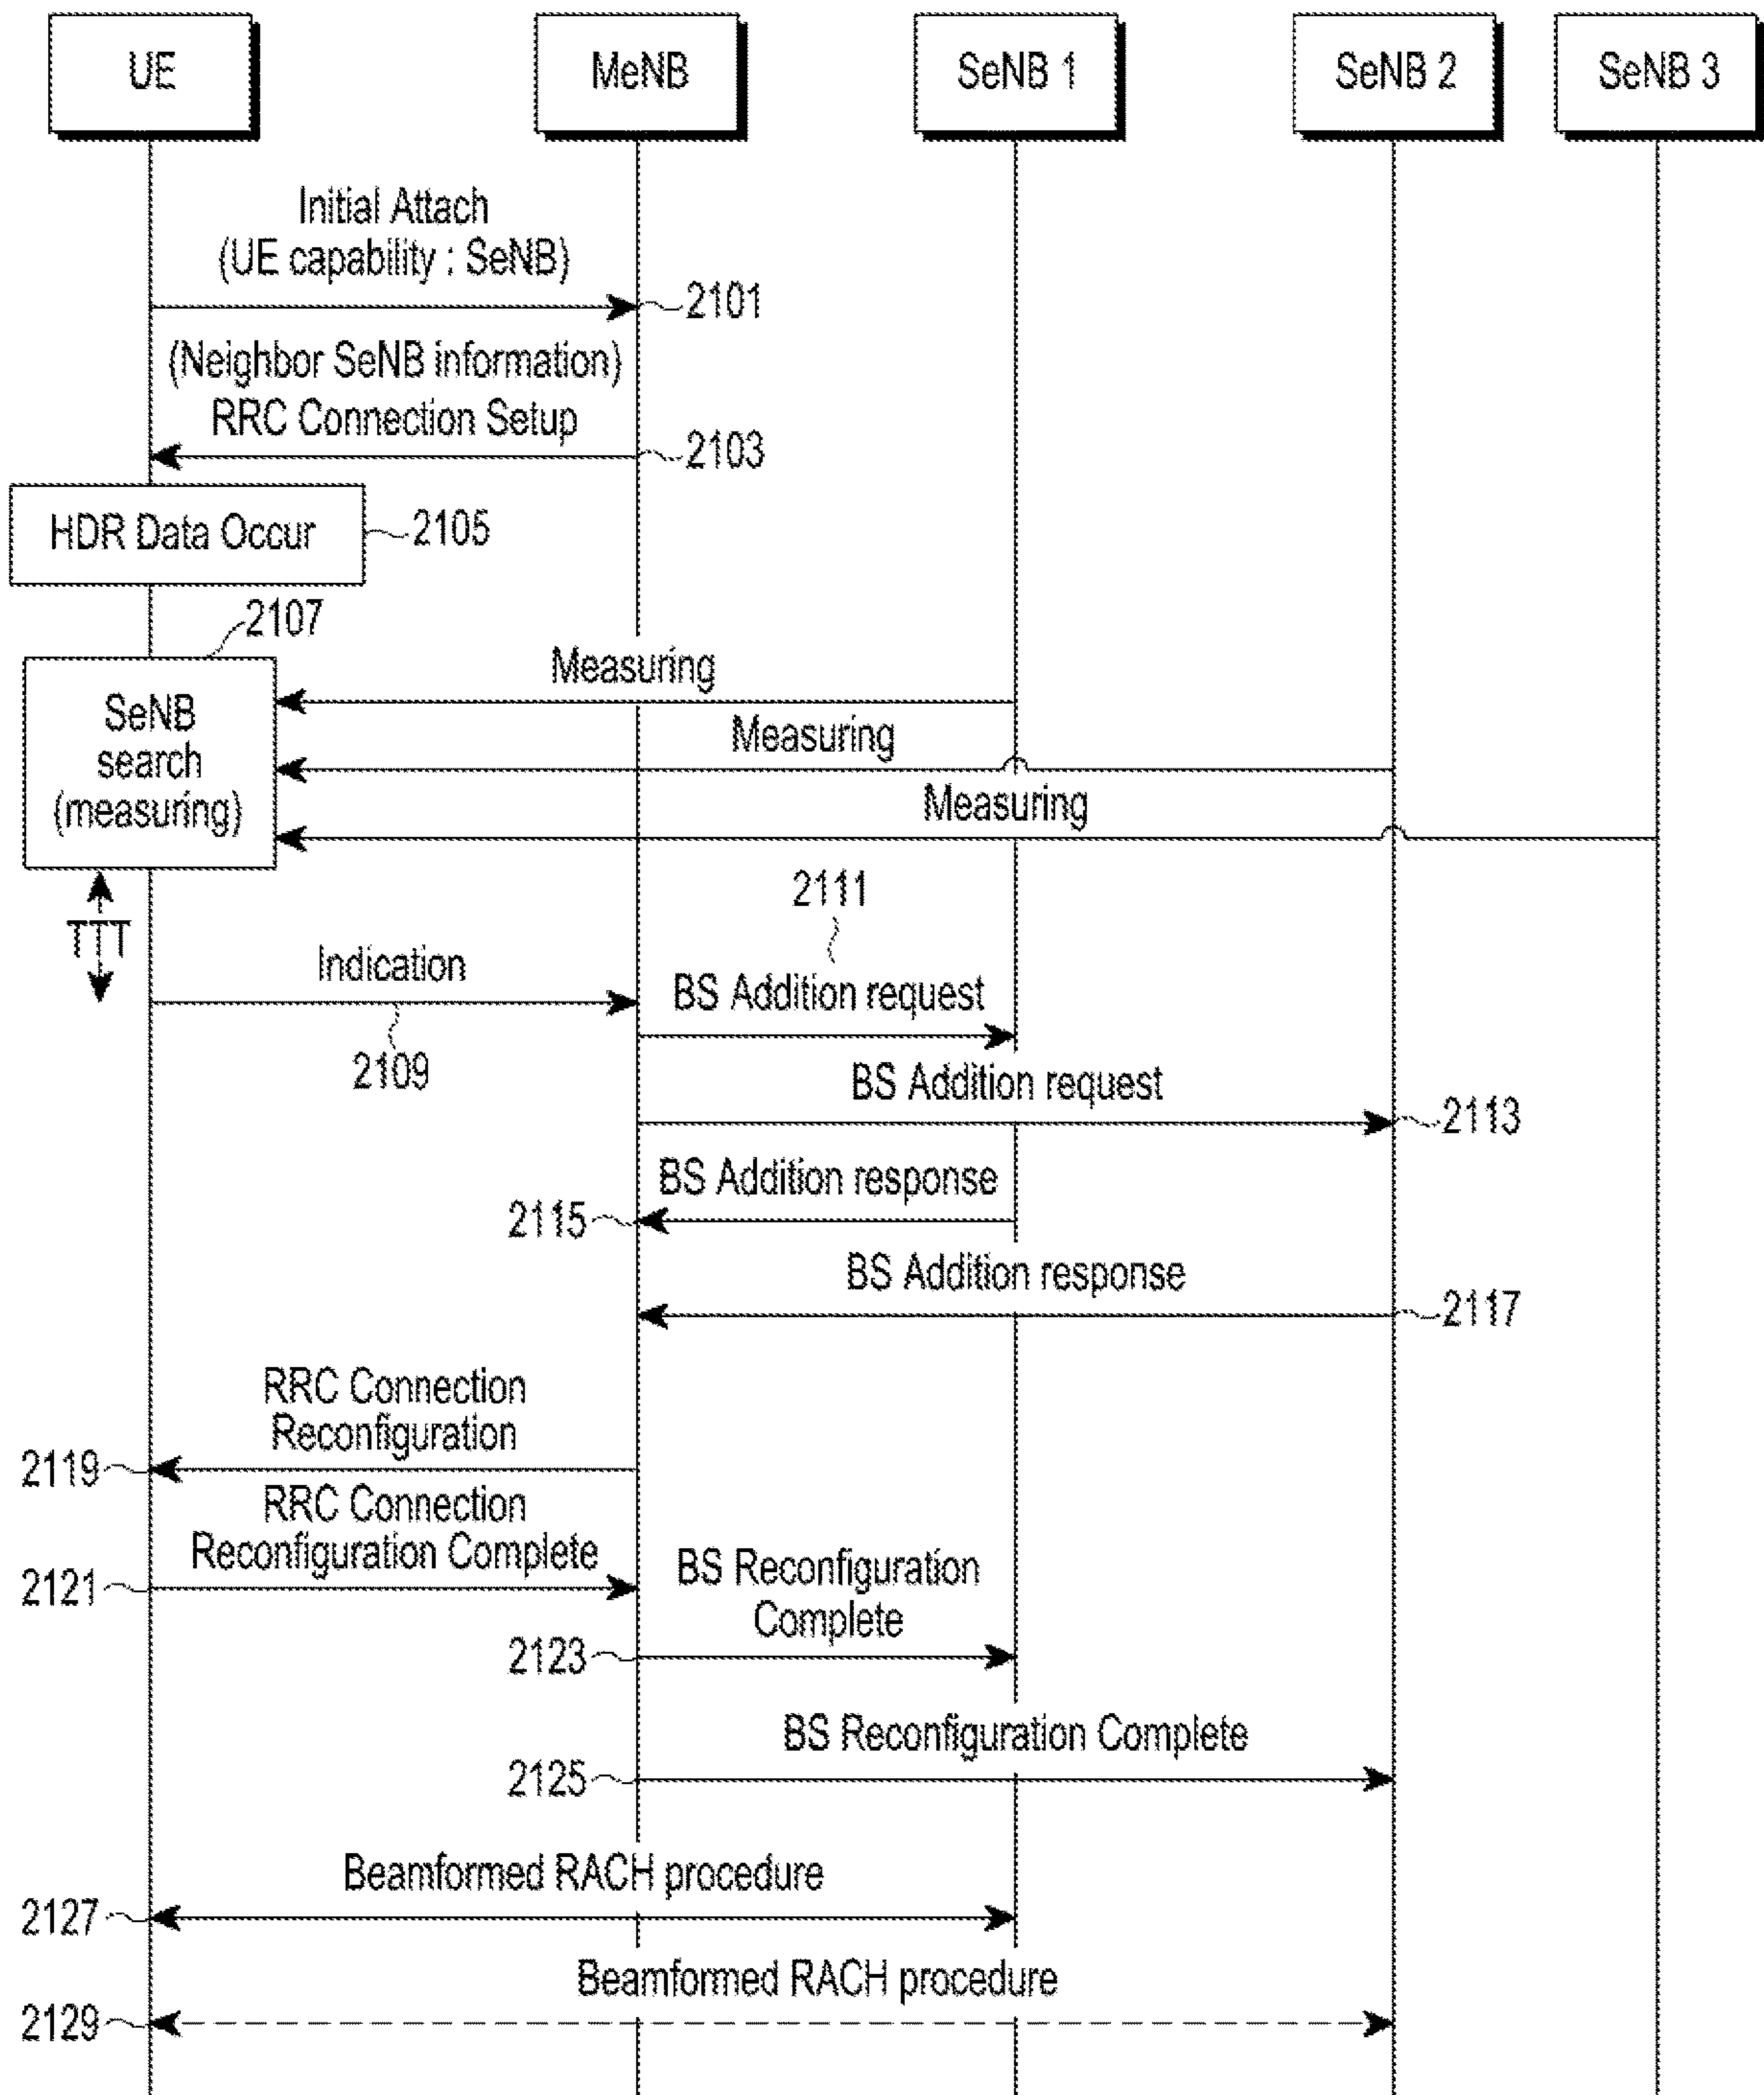 UE
MeNB
SeNB 1
SeNB 2
SeNB 3
Initial Attach
(UE capability : SeNB)
2101
(Neighbor SeNB information)
RRC Connection Setup
2103
HDR Data Occur
2105
2107
SeNB
search
(measuring)
Measuring
Measuring
Measuring
TTT
Indication
2109
2111
BS Addition request
BS Addition request
2113
BS Addition response
2115
BS Addition response
2117
RRC Connection
Reconfiguration
2119
RRC Connection
Reconfiguration Complete
2121
BS Reconfiguration
Complete
2123
BS Reconfiguration Complete
2125
Beamformed RACH procedure
2127
Beamformed RACH procedure
2129